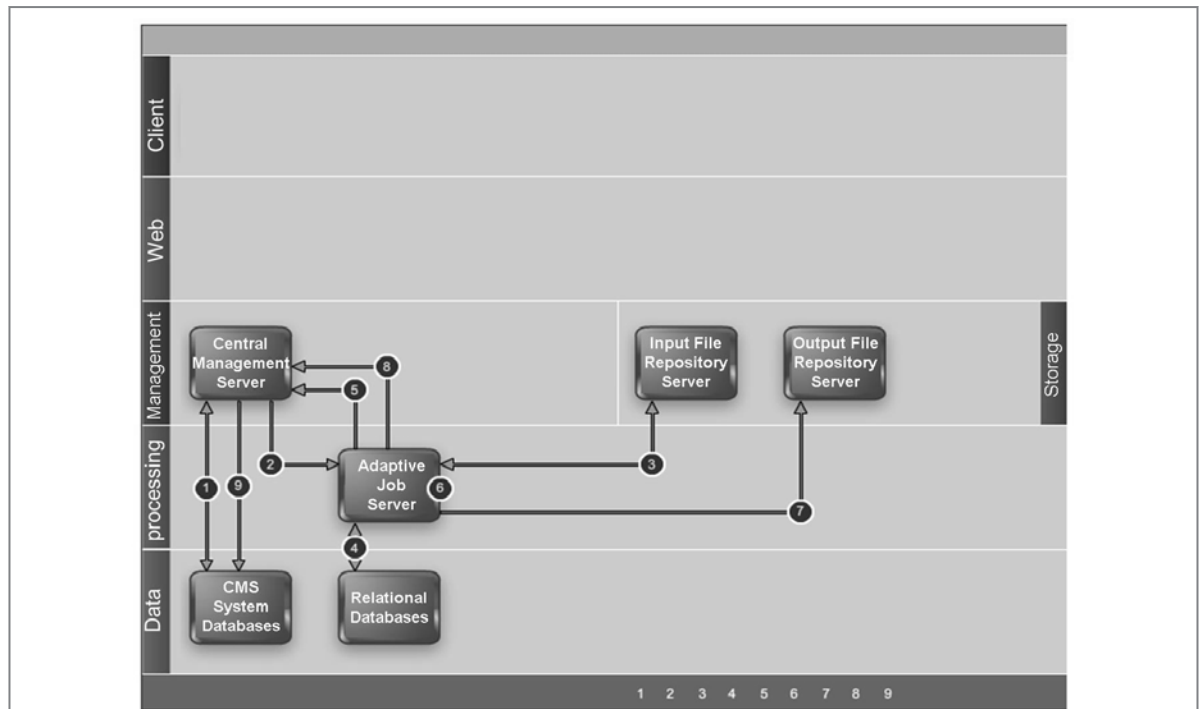 Client
Web
Management
Storage
processing
Data
Central
Management
Server
Input File
Repository
Server
Output File
Repository
Server
8
5
2
3
1
9
Adaptive
Job
Server
6
7
4
CMS
System
Databases
Relational
Databases
1 2 3 4 5 6 7 8 9